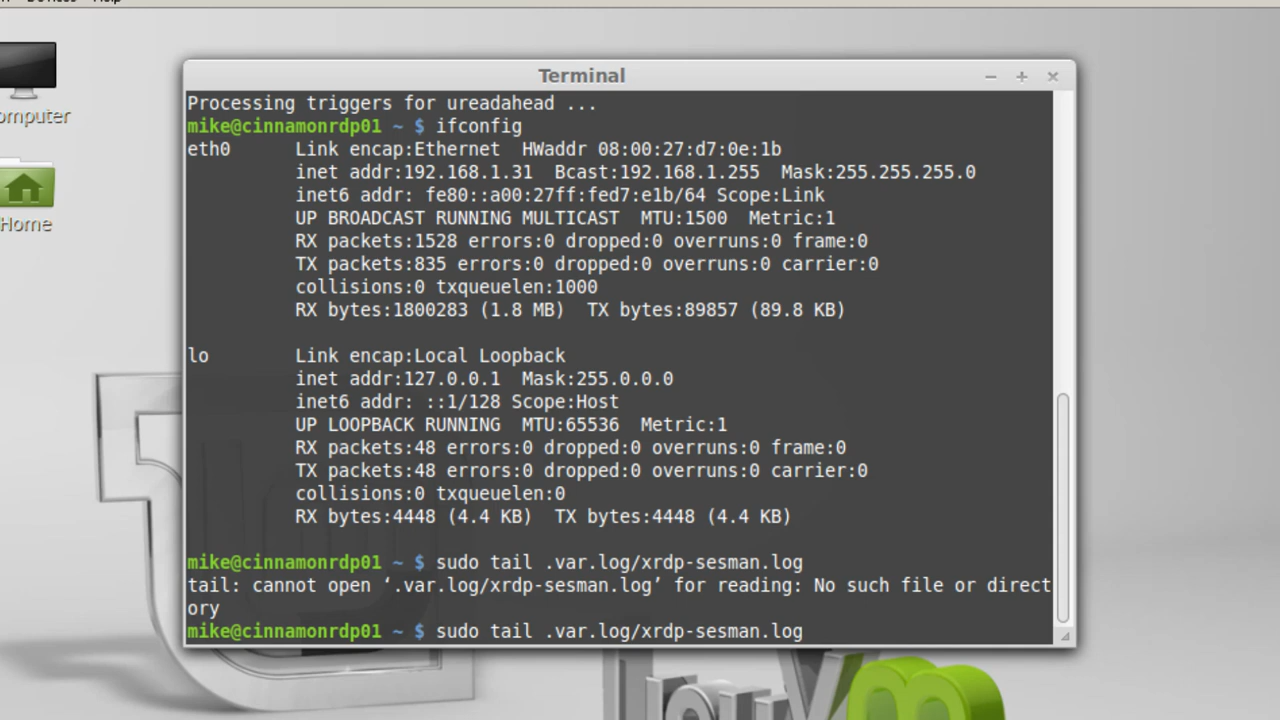 Devices Help
Terminal
Computer
Home
Processing triggers for ureadahead ...
mike@cinnamonrdp01 ~ $ ifconfig
eth0 Link encap:Ethernet HWaddr 08:00:27:d7:0e:1b
inet addr:192.168.1.31 Bcast:192.168.1.255 Mask:255.255.255.0
inet6 addr: fe80::a00:27ff:fed7:e1b/64 Scope:Link
UP BROADCAST RUNNING MULTICAST MTU:1500 Metric:1
RX packets:1528 errors:0 dropped:0 overruns:0 frame:0
TX packets:835 errors:0 dropped:0 overruns:0 carrier:0
collisions:0 txqueuelen:1000
RX bytes:1800283 (1.8 MB) TX bytes:89857 (89.8 KB)
lo Link encap:Local Loopback
inet addr:127.0.0.1 Mask:255.0.0.0
inet6 addr: ::1/128 Scope:Host
UP LOOPBACK RUNNING MTU:65536 Metric:1
RX packets:48 errors:0 dropped:0 overruns:0 frame:0
TX packets:48 errors:0 dropped:0 overruns:0 carrier:0
collisions:0 txqueuelen:0
RX bytes:4448 (4.4 KB) TX bytes:4448 (4.4 KB)
mike@cinnamonrdp01 ~ $ sudo tail .var.log/xrdp-sesman.log
tail: cannot open ‘.var.log/xrdp-sesman.log’ for reading: No such file or direct
ory
mike@cinnamonrdp01 ~ $ sudo tail .var.log/xrdp-sesman.log